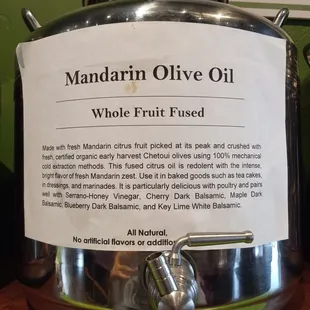 Mandarin Olive Oil
Whole Fruit Fused
Made with fresh Mandarin citrus fruit picked at its peak and crushed with
fresh, certified organic early harvest Chetoui olives using 100% mechanical
cold extraction methods. This fused citrus oil is redolent with the intense,
bright flavor of fresh Mandarin zest. Use it in baked goods such as tea cakes,
in dressings, and marinades. It is particularly delicious with poultry and pairs
well with Serrano-Honey Vinegar, Cherry Dark Balsamic, Maple Dark
Balsamic, Blueberry Dark Balsamic, and Key Lime White Balsamic.
All Natural,
No artificial flavors or